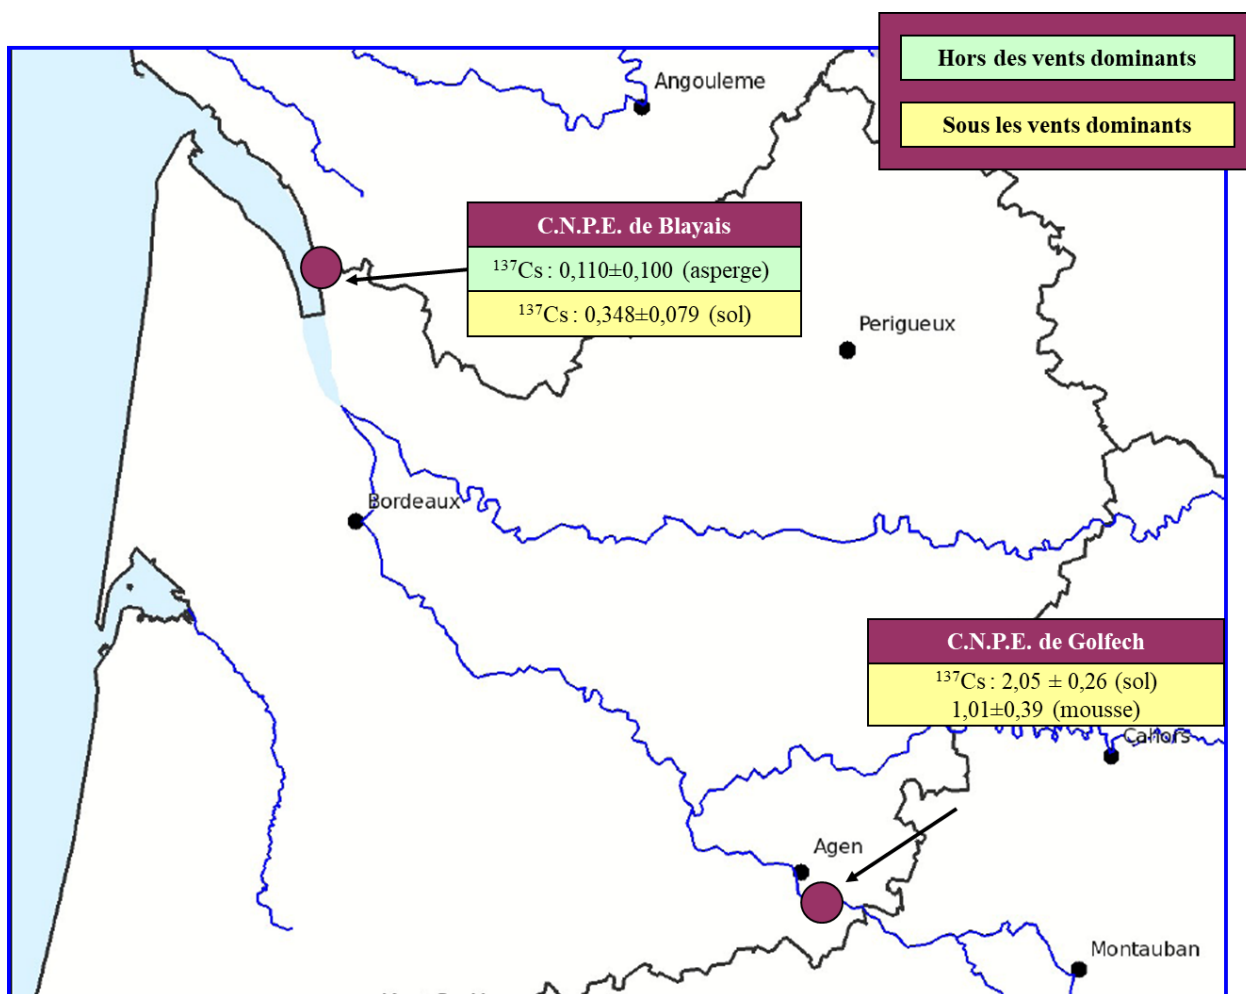 Hors des vents dominants
Sous les vents dominants
Angouleme
C.N.P.E. de Blayais
¹³⁷Cs : 0,110±0,100 (asperge)
¹³⁷Cs : 0,348±0,079 (sol)
Perigueux
Bordeaux
C.N.P.E. de Golfech
¹³⁷Cs : 2,05 ± 0,26 (sol)
1,01±0,39 (mousse)
Cahors
Agen
Montauban